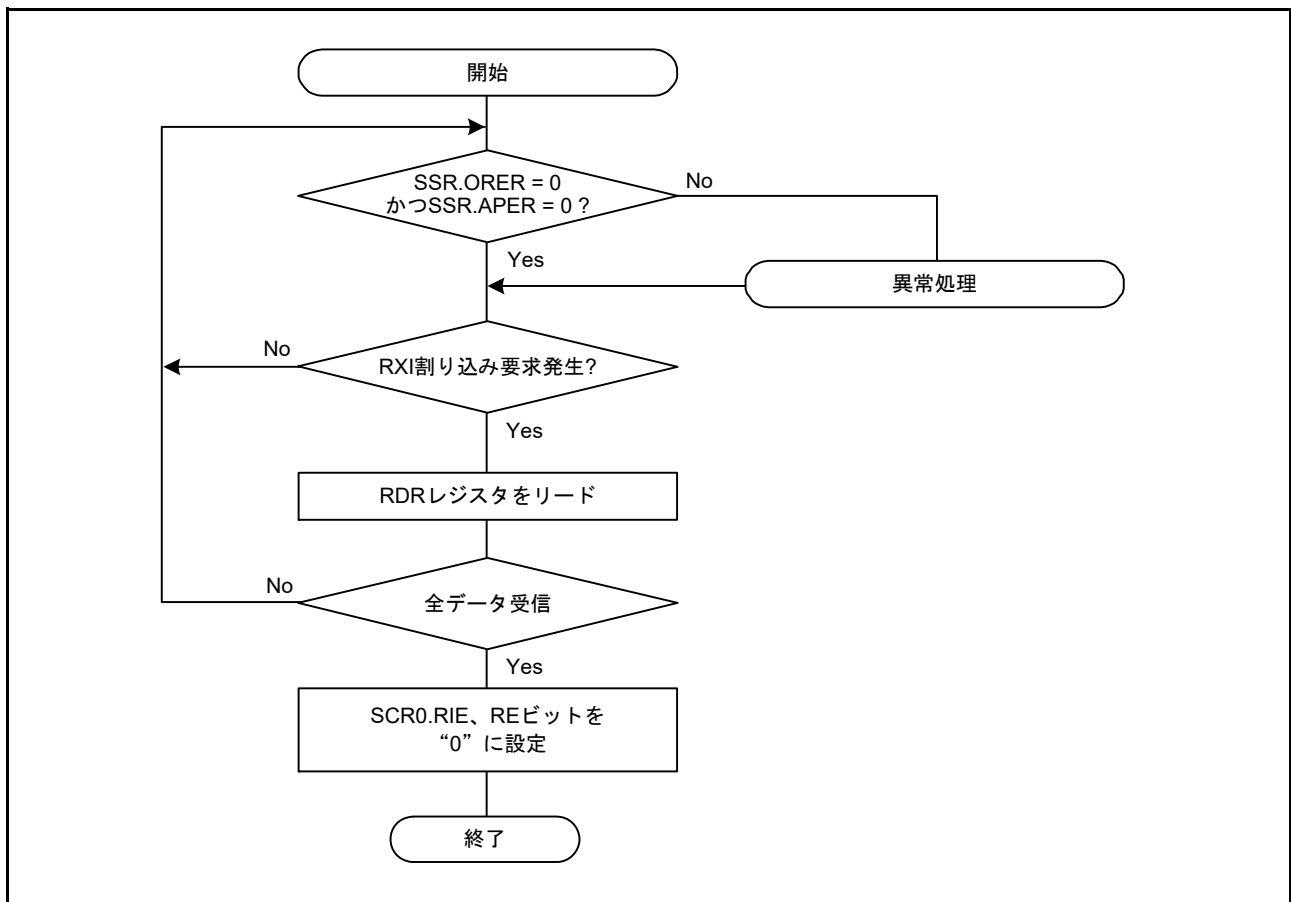 開始
SSR.ORER = 0
かつSSR.APER = 0 ?
No
Yes
異常処理
No
RXI割り込み要求発生?
Yes
RDRレジスタをリード
No
全データ受信
Yes
SCR0.RIE、REビットを
“0”に設定
終了